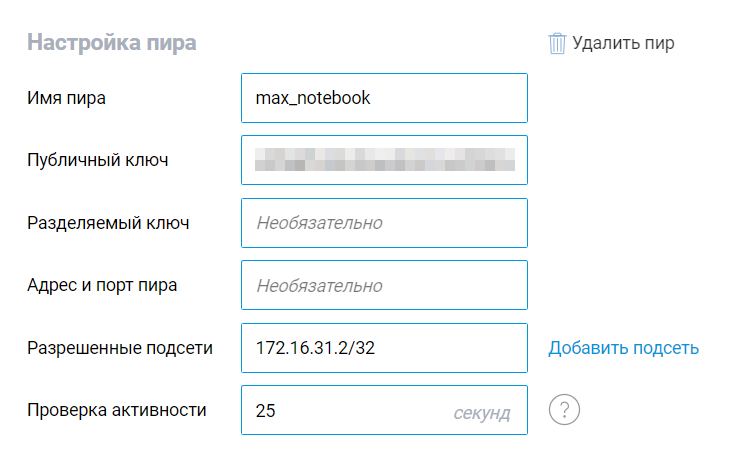 Настройка пира
Удалить пир
Имя пира
max_notebook
Публичный ключ
Разделяемый ключ
Необязательно
Адрес и порт пира
Необязательно
Разрешенные подсети
172.16.31.2/32
Добавить подсеть
Проверка активности
25
секунд
?